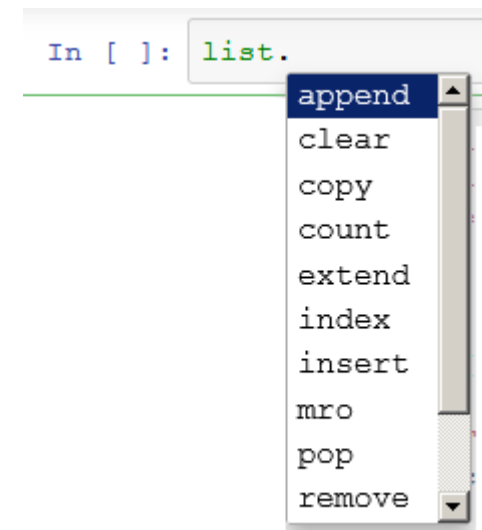 In [ ]: list.
append
clear
copy
count
extend
index
insert
mro
pop
remove